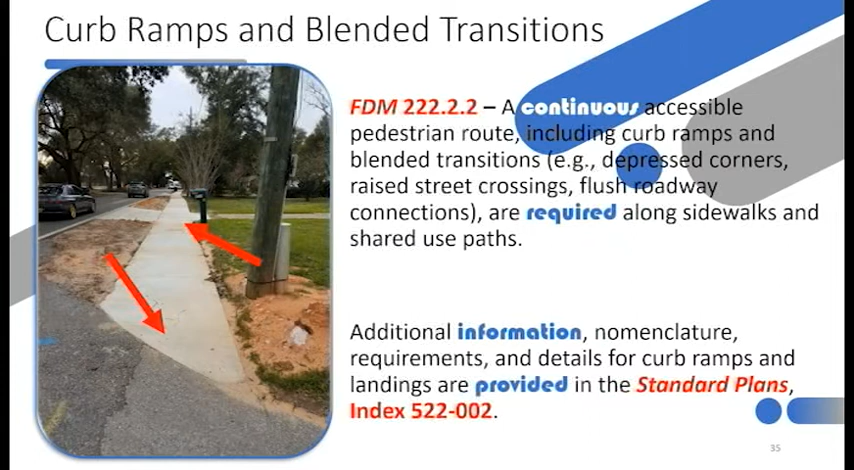 Curb Ramps and Blended Transitions
FDM 222.2.2 – A continuous accessible
pedestrian route, including curb ramps and
blended transitions (e.g., depressed corners,
raised street crossings, flush roadway
connections), are required along sidewalks and
shared use paths.
Additional information, nomenclature,
requirements, and details for curb ramps and
landings are provided in the Standard Plans,
Index 522-002.
35